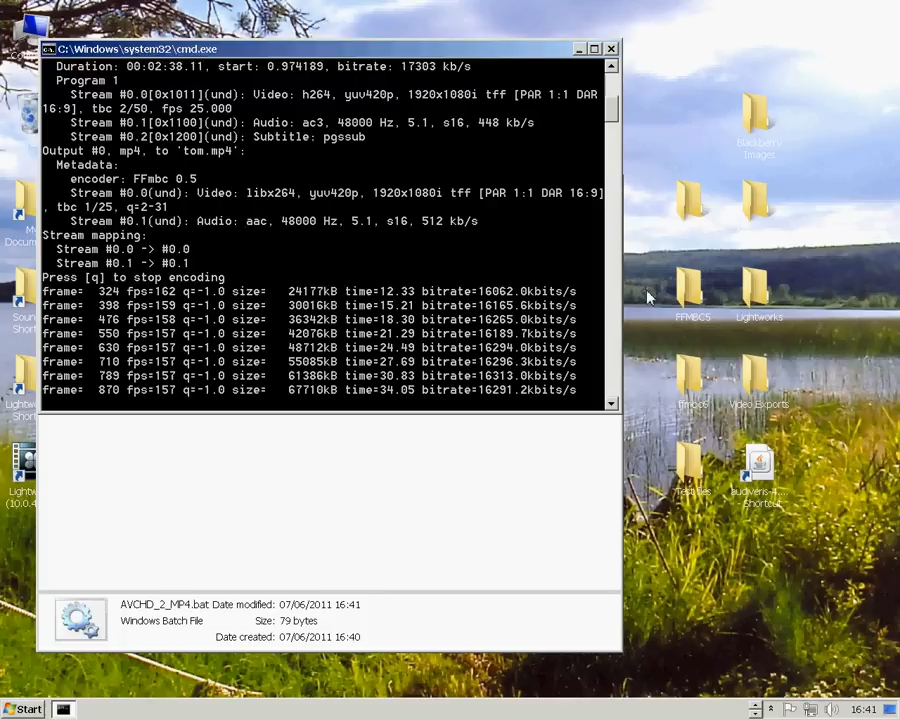 C:\Windows\system32\cmd.exe
Duration: 00:02:38.11, start: 0.974189, bitrate: 17303 kb/s
Program 1
Stream #0.0[0x1011](und): Video: h264, yuv420p, 1920x1080i tff [PAR 1:1 DAR
16:9], tbc 2/50, fps 25.000
Stream #0.1[0x1100](und): Audio: ac3, 48000 Hz, 5.1, s16, 448 kb/s
Stream #0.2[0x1200](und): Subtitle: pgssub
Output #0, mp4, to 'tom.mp4':
Metadata:
encoder: FFmbc 0.5
Stream #0.0(und): Video: libx264, yuv420p, 1920x1080i tff [PAR 1:1 DAR 16:9]
, tbc 1/25, q=2-31
Stream #0.1(und): Audio: aac, 48000 Hz, 5.1, s16, 512 kb/s
Stream mapping:
Stream #0.0 -> #0.0
Stream #0.1 -> #0.1
Press [q] to stop encoding
frame=  324 fps=162 q=-1.0 size=   24177kB time=12.33 bitrate=16062.0kbits/s
frame=  398 fps=159 q=-1.0 size=   30016kB time=15.21 bitrate=16165.6kbits/s
frame=  476 fps=158 q=-1.0 size=   36342kB time=18.30 bitrate=16265.0kbits/s
frame=  550 fps=157 q=-1.0 size=   42076kB time=21.29 bitrate=16189.7kbits/s
frame=  630 fps=157 q=-1.0 size=   48712kB time=24.49 bitrate=16294.0kbits/s
frame=  710 fps=157 q=-1.0 size=   55085kB time=27.69 bitrate=16296.3kbits/s
frame=  789 fps=157 q=-1.0 size=   61386kB time=30.83 bitrate=16313.0kbits/s
frame=  870 fps=157 q=-1.0 size=   67710kB time=34.05 bitrate=16291.2kbits/s
Blackberry
Images
FFMBC5
Lightworks
ffmbc6
Video Exports
Test files
audiveris-4....
Shortcut
AVCHD_2_MP4.bat Date modified: 07/06/2011 16:41
Windows Batch File Size: 79 bytes
Date created: 07/06/2011 16:40
Start
16:41